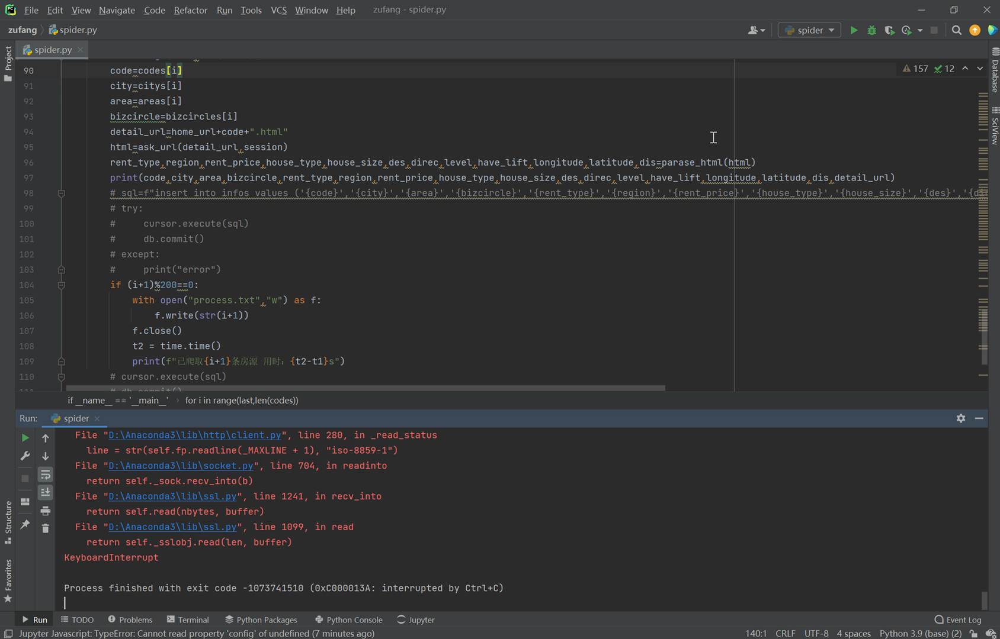 File Edit View Navigate Code Refactor Run Tools VCS Window Help zufang - spider.py
zufang spider.py spider
spider.py
Project
Database
SciView
157 12
90 code=codes[i]
91 city=citys[i]
92 area=areas[i]
93 bizcircle=bizcircles[i]
94 detail_url=home_url+code+".html"
95 html=ask_url(detail_url,session)
96 rent_type,region,rent_price,house_type,house_size,des,direc,level,have_lift,longitude,latitude,dis=parase_html(html)
97 print(code,city,area,bizcircle,rent_type,region,rent_price,house_type,house_size,des,direc,level,have_lift,longitude,latitude,dis,detail_url)
98 # sql=f"insert into infos values ('{code}','{city}','{area}','{bizcircle}','{rent_type}','{region}','{rent_price}','{house_type}','{house_size}','{des}','{di
99 # try:
100 #     cursor.execute(sql)
101 #     db.commit()
102 # except:
103 #     print("error")
104 if (i+1)%200==0:
105 with open("process.txt","w") as f:
106 f.write(str(i+1))
107 f.close()
108 t2 = time.time()
109 print(f"已爬取{i+1}条房源 用时：{t2-t1}s")
110 # cursor.execute(sql)
111 # db.commit()
if __name__ == '__main__' › for i in range(last,len(codes))
Run: spider
File "D:\Anaconda3\lib\http\client.py", line 280, in _read_status
line = str(self.fp.readline(_MAXLINE + 1), "iso-8859-1")
File "D:\Anaconda3\lib\socket.py", line 704, in readinto
return self._sock.recv_into(b)
File "D:\Anaconda3\lib\ssl.py", line 1241, in recv_into
return self.read(nbytes, buffer)
File "D:\Anaconda3\lib\ssl.py", line 1099, in read
return self._sslobj.read(len, buffer)
KeyboardInterrupt
Process finished with exit code -1073741510 (0xC000013A: interrupted by Ctrl+C)
Structure
Favorites
Run TODO Problems Terminal Python Packages Python Console Jupyter Event Log
Jupyter Javascript: TypeError: Cannot read property 'config' of undefined (7 minutes ago) 140:1 CRLF UTF-8 4 spaces Python 3.9 (base) (2)